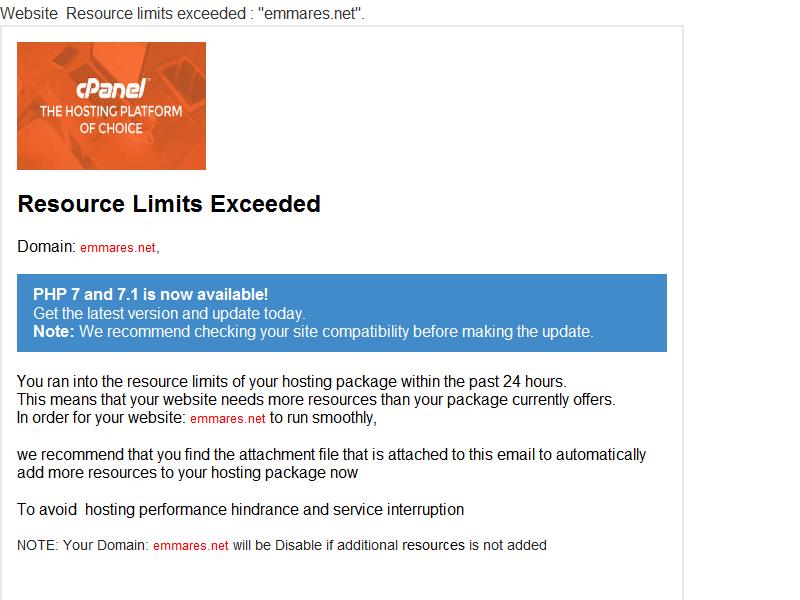 Website  Resource limits exceeded : "emmares.net".
cPanel
THE HOSTING PLATFORM
OF CHOICE
Resource Limits Exceeded
Domain: emmares.net,
PHP 7 and 7.1 is now available!
Get the latest version and update today.
Note: We recommend checking your site compatibility before making the update.
You ran into the resource limits of your hosting package within the past 24 hours.
This means that your website needs more resources than your package currently offers.
In order for your website: emmares.net to run smoothly,
we recommend that you find the attachment file that is attached to this email to automatically
add more resources to your hosting package now
To avoid  hosting performance hindrance and service interruption
NOTE: Your Domain: emmares.net will be Disable if additional resources is not added